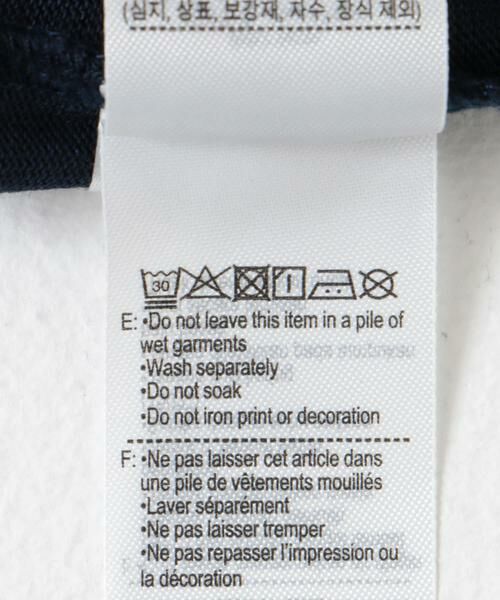 (심지, 상표, 보강재, 자수, 장식 제외)
30
E: •Do not leave this item in a pile of
wet garments
•Wash separately
•Do not soak
•Do not iron print or decoration
F: •Ne pas laisser cet article dans
une pile de vêtements mouillés
•Laver séparément
•Ne pas laisser tremper
•Ne pas repasser l'impression ou
la décoration